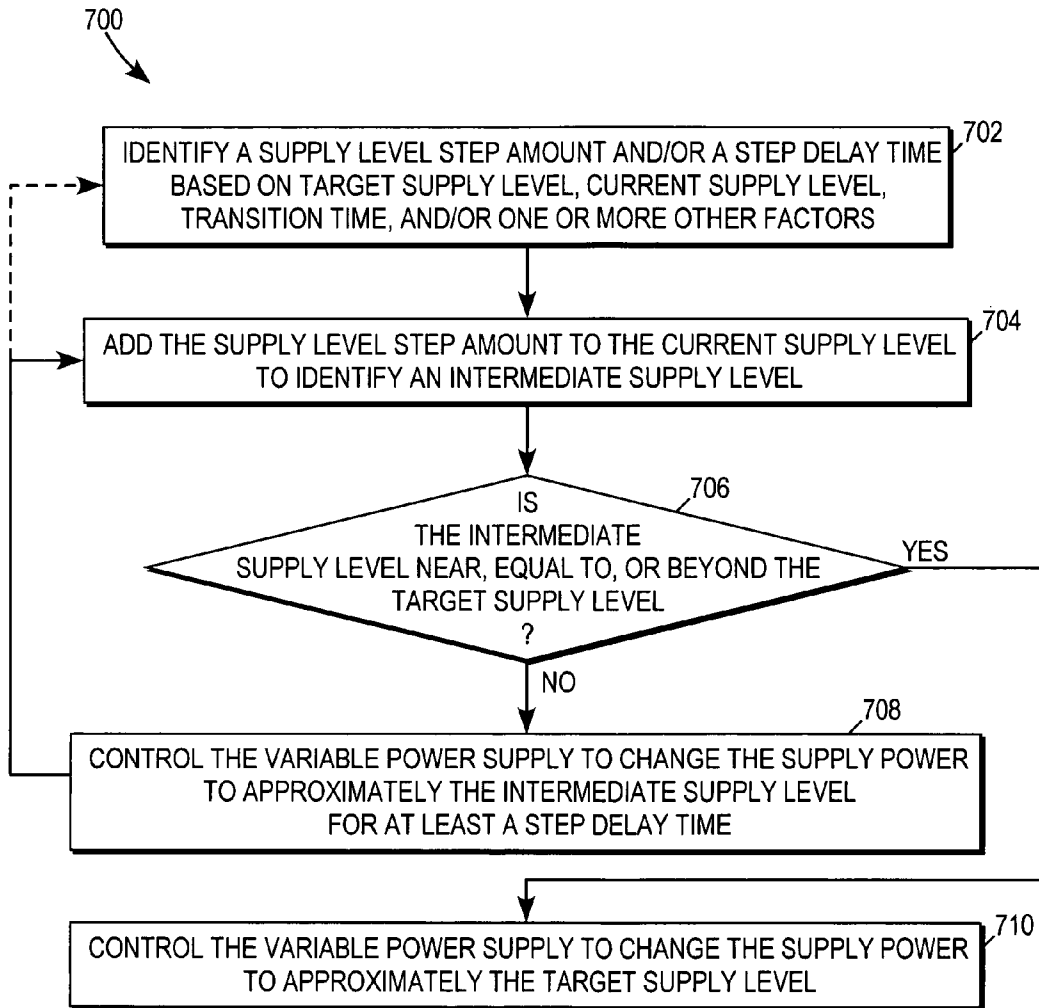 700
IDENTIFY A SUPPLY LEVEL STEP AMOUNT AND/OR A STEP DELAY TIME
BASED ON TARGET SUPPLY LEVEL, CURRENT SUPPLY LEVEL,
TRANSITION TIME, AND/OR ONE OR MORE OTHER FACTORS
702
ADD THE SUPPLY LEVEL STEP AMOUNT TO THE CURRENT SUPPLY LEVEL
TO IDENTIFY AN INTERMEDIATE SUPPLY LEVEL
704
IS
THE INTERMEDIATE
SUPPLY LEVEL NEAR, EQUAL TO, OR BEYOND THE
TARGET SUPPLY LEVEL
?
706
YES
NO
708
CONTROL THE VARIABLE POWER SUPPLY TO CHANGE THE SUPPLY POWER
TO APPROXIMATELY THE INTERMEDIATE SUPPLY LEVEL
FOR AT LEAST A STEP DELAY TIME
CONTROL THE VARIABLE POWER SUPPLY TO CHANGE THE SUPPLY POWER
TO APPROXIMATELY THE TARGET SUPPLY LEVEL
710